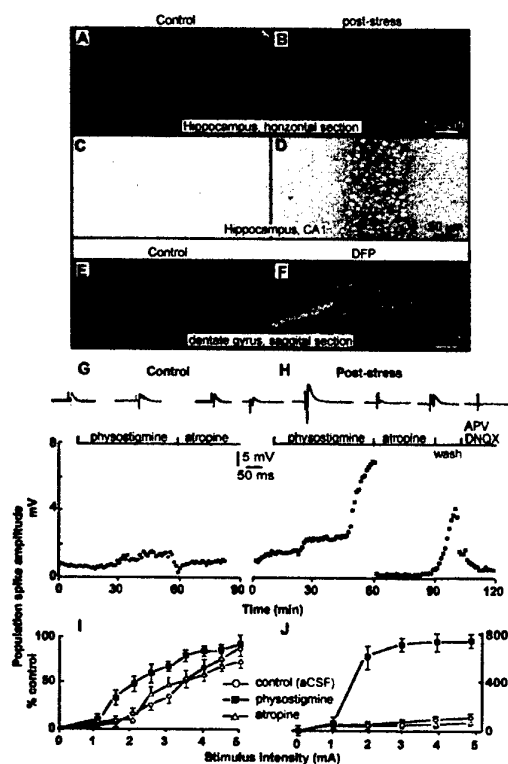 Control post-stress
A B
Hippocampus, horizontal section
C D
Hippocampus, CA1
Control DFP
E F
dentate gyrus, saggital section
G Control H Post-stress
physostigmine atropine physostigmine atropine APV
DNQX
wash
5 mV
50 ms
Population spike amplitude
mV
8
4
2
0
0 30 60 90 0 30 60 90 120
Time (min)
I J
% control
100
50
0
control (aCSF)
physostigmine
atropine
800
400
0
0 1 2 3 4 5 0 1 2 3 4 5
Stimulus intensity (mA)